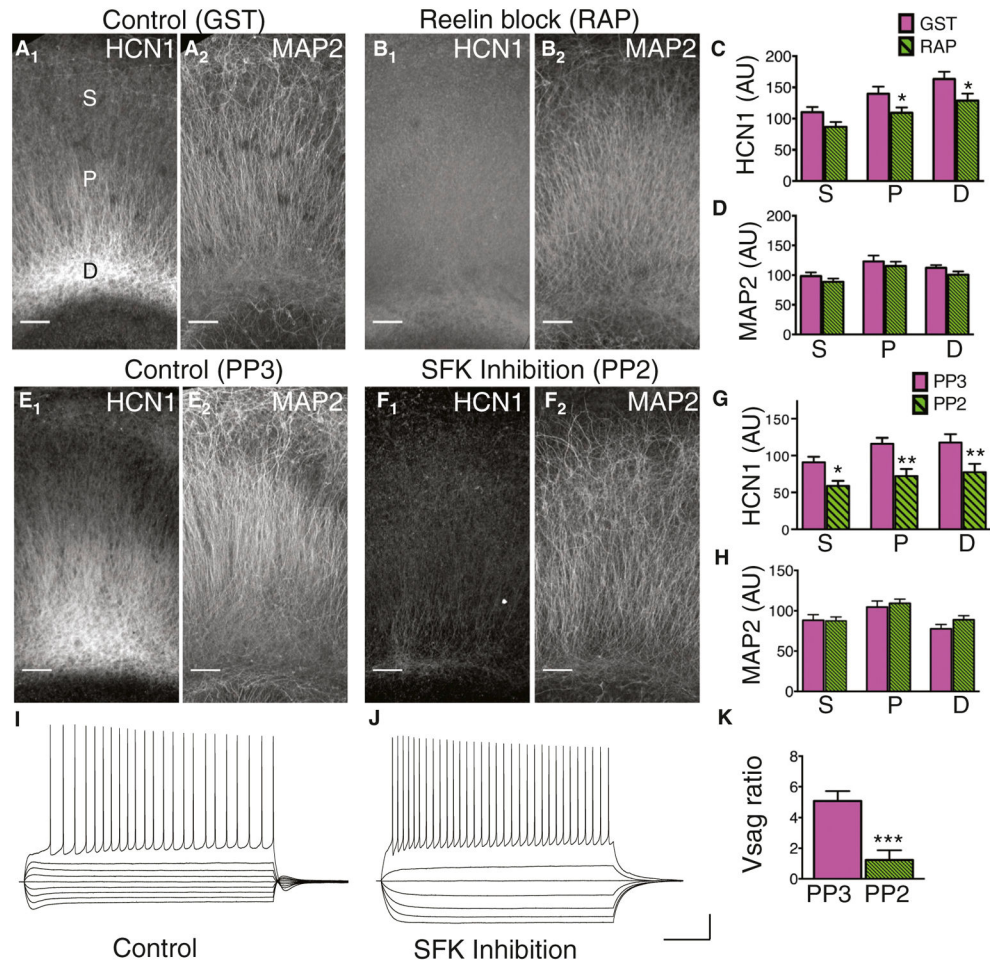 Control (GST)
Reelin block (RAP)
A1 HCN1
A2 MAP2
B1 HCN1
B2 MAP2
S
P
D
C
GST
RAP
HCN1 (AU)
200
150
100
50
0
*
*
S P D
D
MAP2 (AU)
200
150
100
50
0
S P D
Control (PP3)
SFK Inhibition (PP2)
E1 HCN1
E2 MAP2
F1 HCN1
F2 MAP2
G
PP3
PP2
HCN1 (AU)
150
100
50
0
*
**
**
S P D
H
MAP2 (AU)
150
100
50
0
S P D
I
J
Control
SFK Inhibition
K
Vsag ratio
8
6
4
2
0
***
PP3 PP2